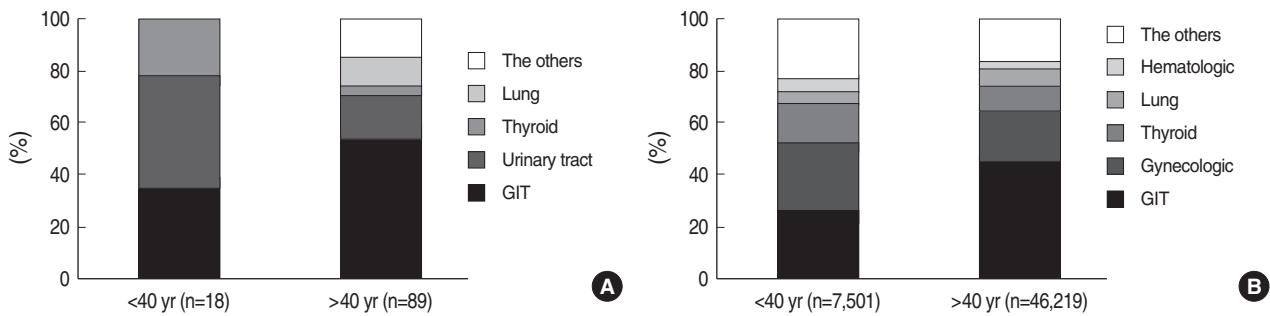 100
80
60
40
20
0
(%)
<40 yr (n=18)
>40 yr (n=89)
The others
Lung
Thyroid
Urinary tract
GIT
A
100
80
60
40
20
0
(%)
<40 yr (n=7,501)
>40 yr (n=46,219)
The others
Hematologic
Lung
Thyroid
Gynecologic
GIT
B